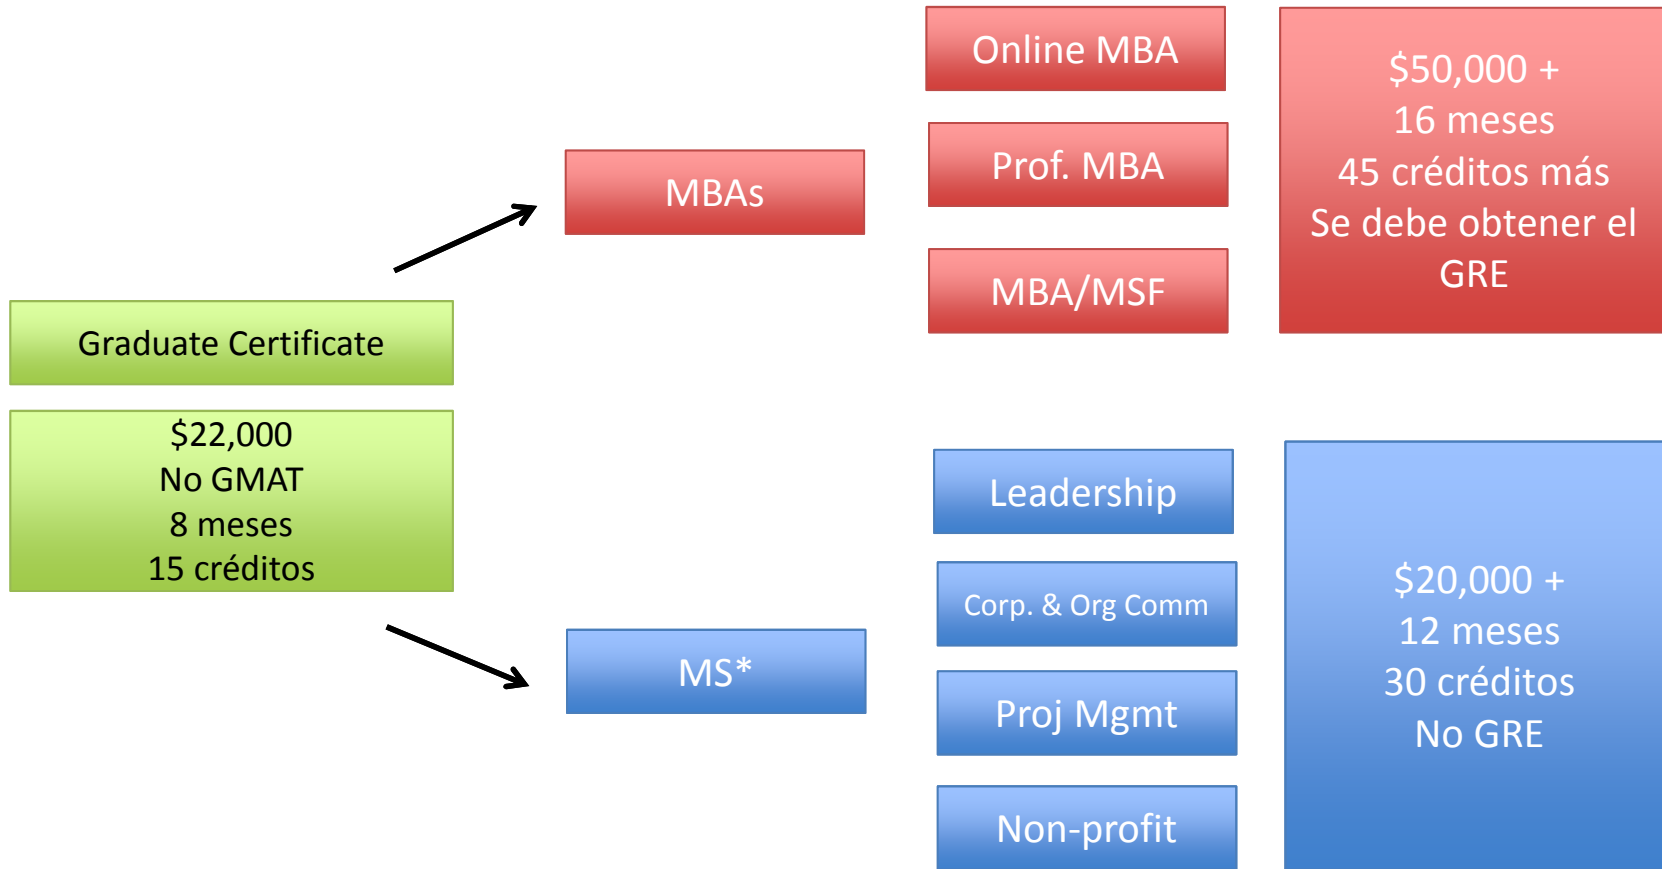 Graduate Certificate
$22,000
No GMAT
8 meses
15 créditos
MBAs
Online MBA
Prof. MBA
MBA/MSF
$50,000 +
16 meses
45 créditos más
Se debe obtener el
GRE
MS*
Leadership
Corp. & Org Comm
Proj Mgmt
Non-profit
$20,000 +
12 meses
30 créditos
No GRE